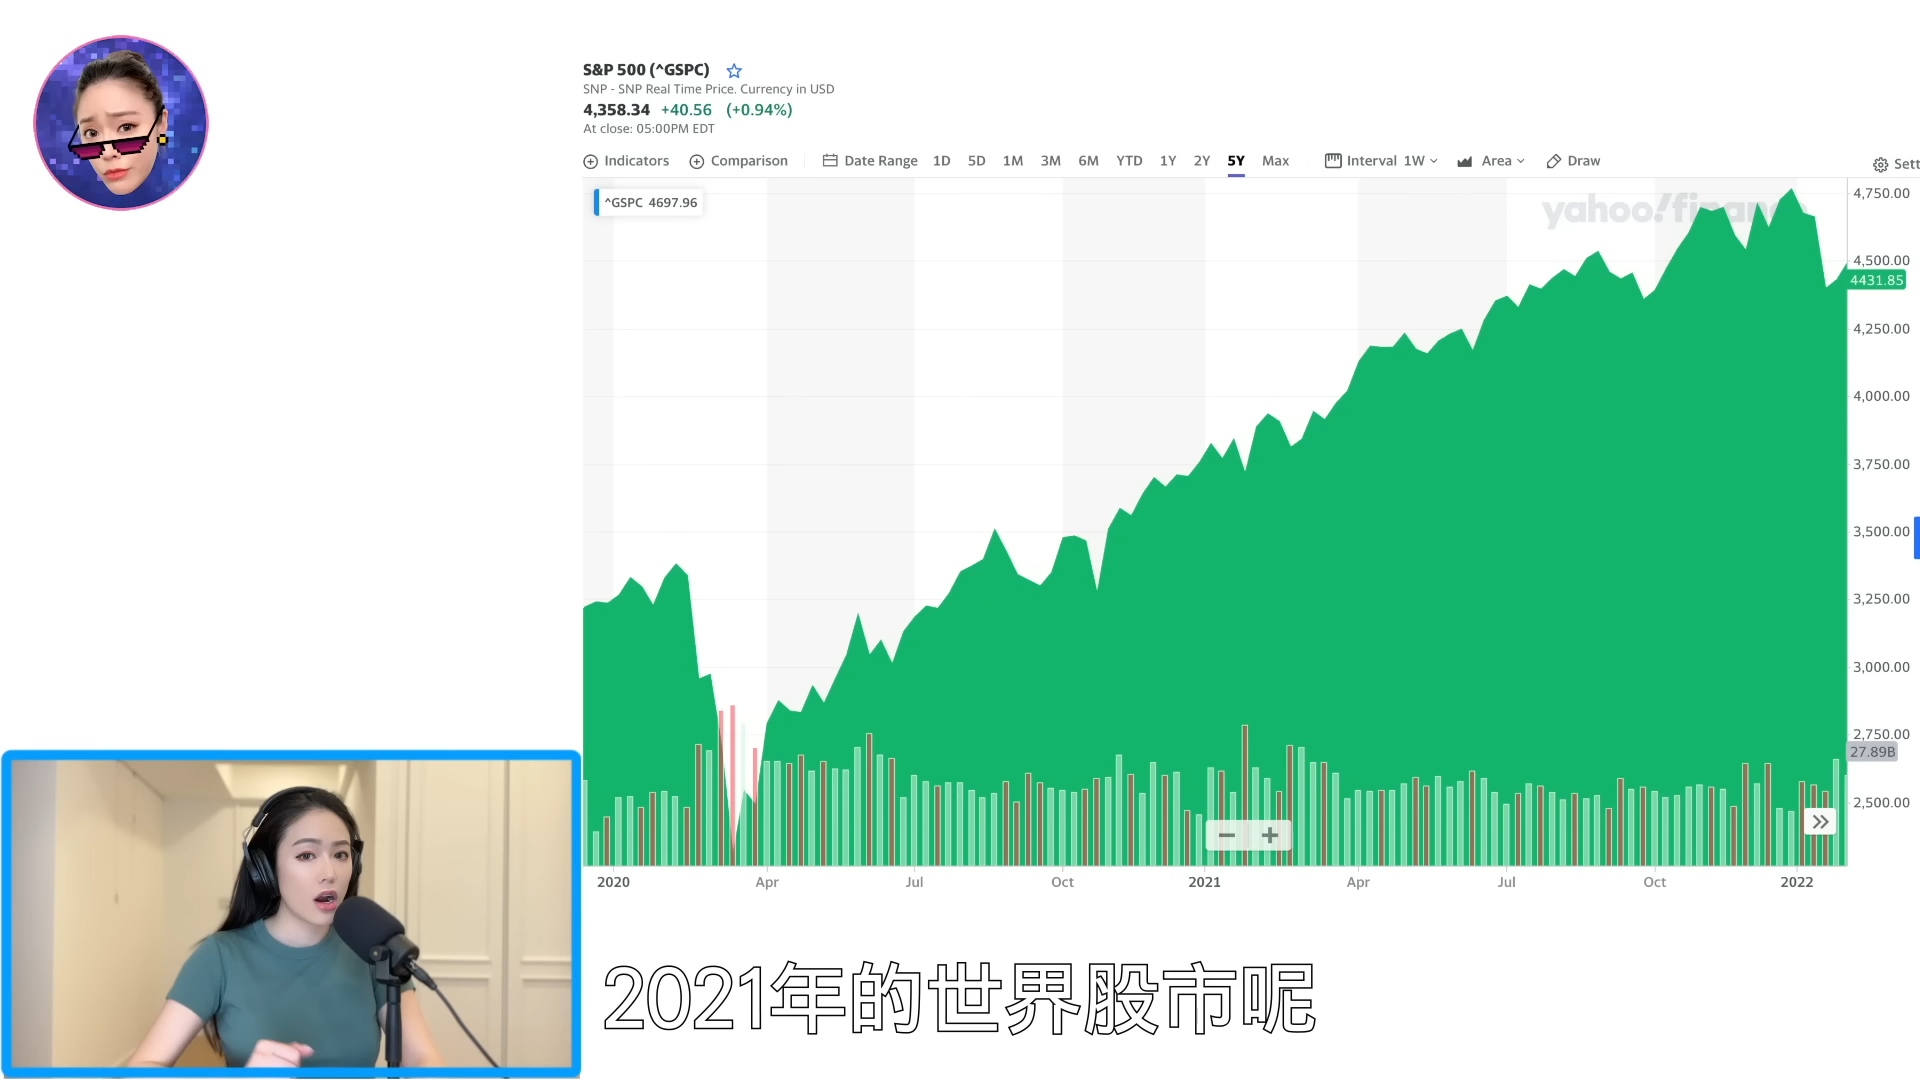 S&P 500 (^GSPC)
SNP - SNP Real Time Price. Currency in USD
4,358.34 +40.56 (+0.94%)
At close: 05:00PM EDT
Indicators Comparison Date Range 1D 5D 1M 3M 6M YTD 1Y 2Y 5Y Max Interval 1W Area Draw Sett
^GSPC 4697.96
yahoo!finance
4,750.00
4,500.00
4431.85
4,250.00
4,000.00
3,750.00
3,500.00
3,250.00
3,000.00
2,750.00
27.89B
2,500.00
2020 Apr Jul Oct 2021 Apr Jul Oct 2022
2021年的世界股市呢